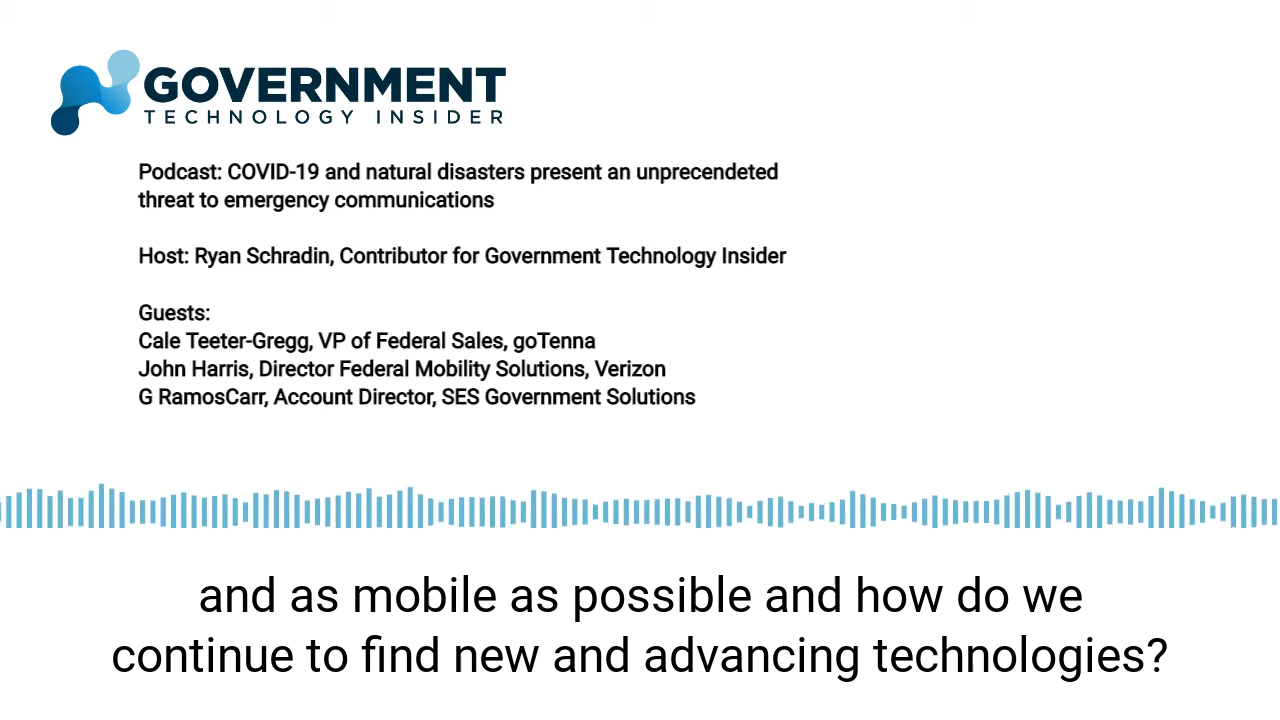 GOVERNMENT
TECHNOLOGY INSIDER
Podcast: COVID-19 and natural disasters present an unprecendeted
threat to emergency communications
Host: Ryan Schradin, Contributor for Government Technology Insider
Guests:
Cale Teeter-Gregg, VP of Federal Sales, goTenna
John Harris, Director Federal Mobility Solutions, Verizon
G RamosCarr, Account Director, SES Government Solutions
and as mobile as possible and how do we
continue to find new and advancing technologies?